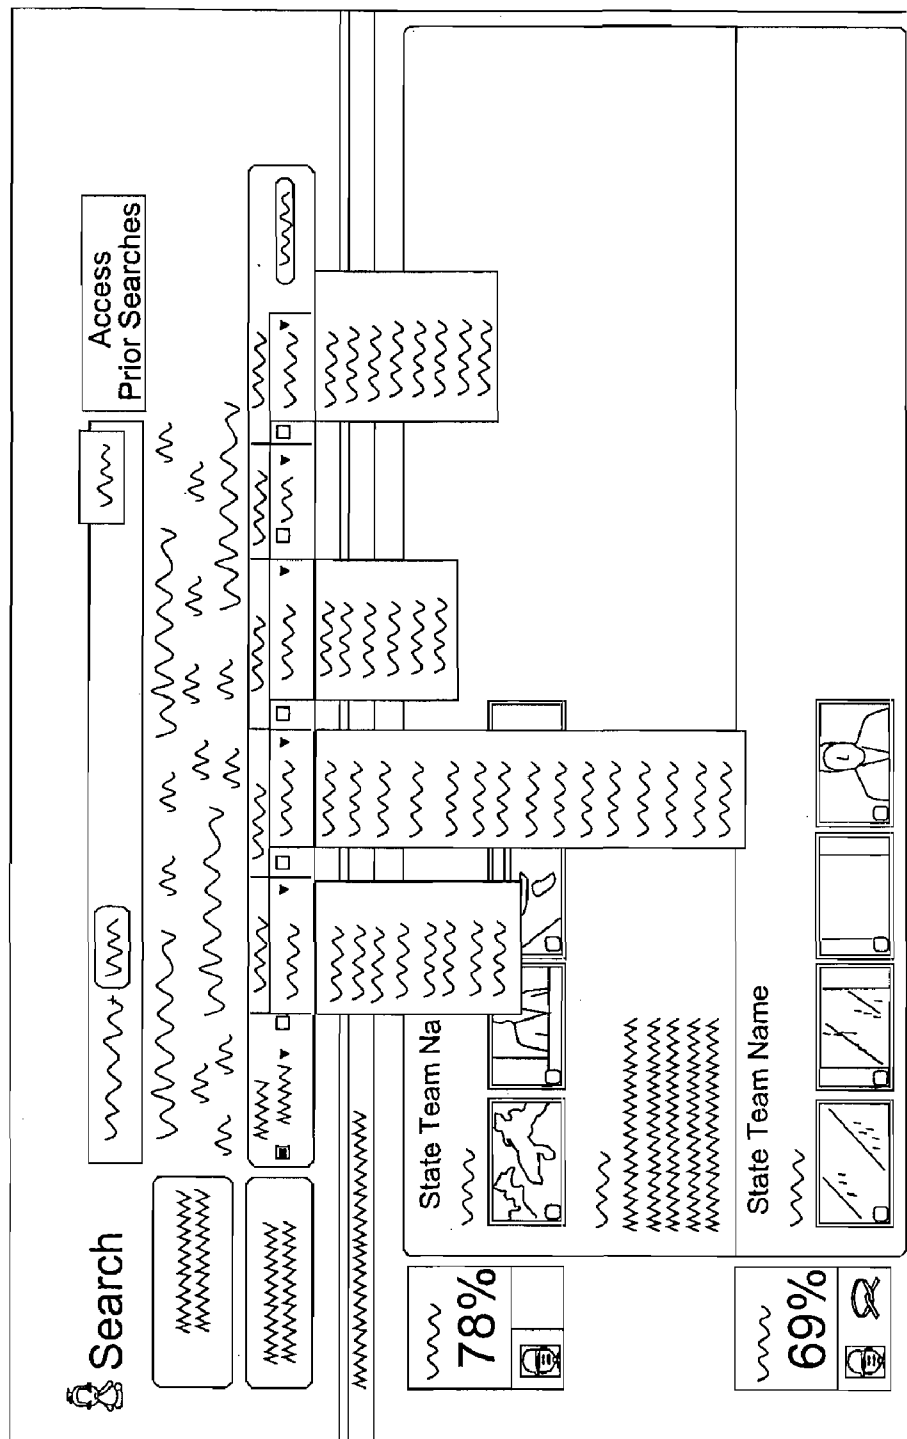 Search
Access
Prior Searches
78%
State Team Na
69%
State Team Name